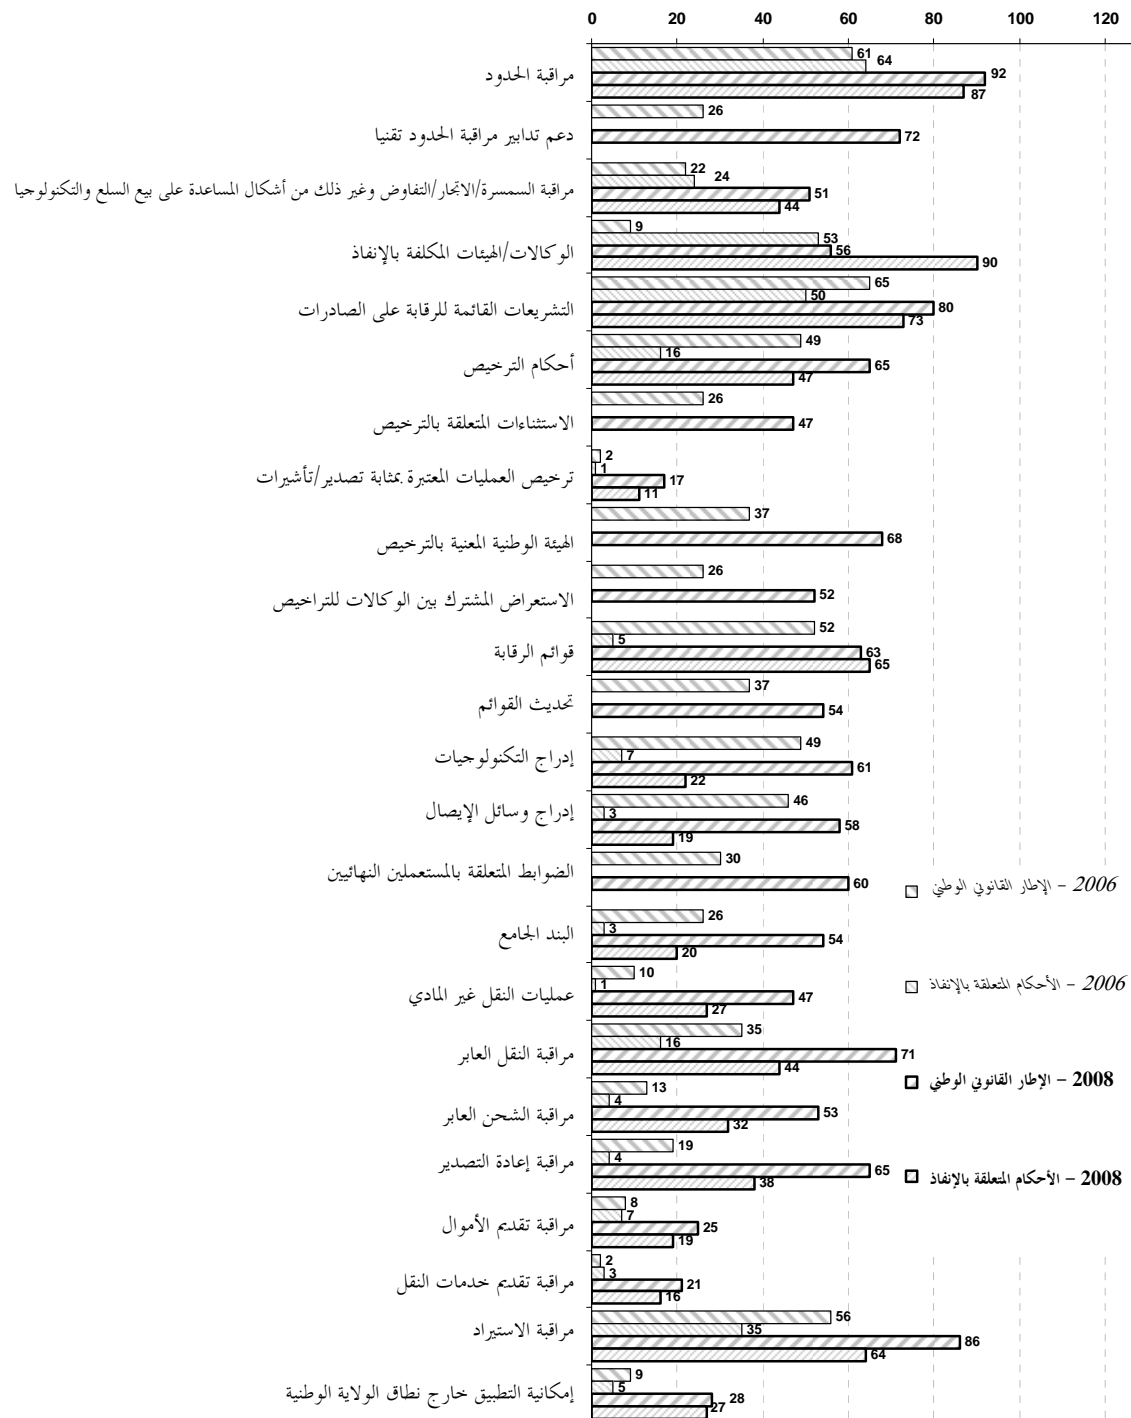 0 20 40 60 80 100 120
مراقبة الحدود
61
64
92
87
دعم تدابير مراقبة الحدود تقنيا
26
72
مراقبة السمسرة/الاتجار/التفاوض وغير ذلك من أشكال المساعدة على بيع السلع والتكنولوجيا
22
24
51
44
الوكالات/الهيئات المكلفة بالإنفاذ
9
53
56
90
التشريعات القائمة للرقابة على الصادرات
65
50
80
73
أحكام الترخيص
49
16
65
47
الاستثناءات المتعلقة بالترخيص
26
47
ترخيص العمليات المعتبرة بمثابة تصدير/تأشيرات
2
1
17
11
الهيئة الوطنية المعنية بالترخيص
37
68
الاستعراض المشترك بين الوكالات للتراخيص
26
52
قوائم الرقابة
52
5
63
65
تحديث القوائم
37
54
إدراج التكنولوجيات
49
7
61
22
إدراج وسائل الإيصال
46
3
58
19
الضوابط المتعلقة بالمستعملين النهائيين
30
60
2006 – الإطار القانوني الوطني
البند الجامع
26
3
54
20
عمليات النقل غير المادي
10
1
47
27
2006 – الأحكام المتعلقة بالإنفاذ
مراقبة النقل العابر
35
16
71
44
2008 – الإطار القانوني الوطني
مراقبة الشحن العابر
13
4
53
32
مراقبة إعادة التصدير
19
4
65
38
2008 – الأحكام المتعلقة بالإنفاذ
مراقبة تقديم الأموال
8
7
25
19
مراقبة تقديم خدمات النقل
2
3
21
16
مراقبة الاستيراد
56
35
86
64
إمكانية التطبيق خارج نطاق الولاية الوطنية
9
5
28
27